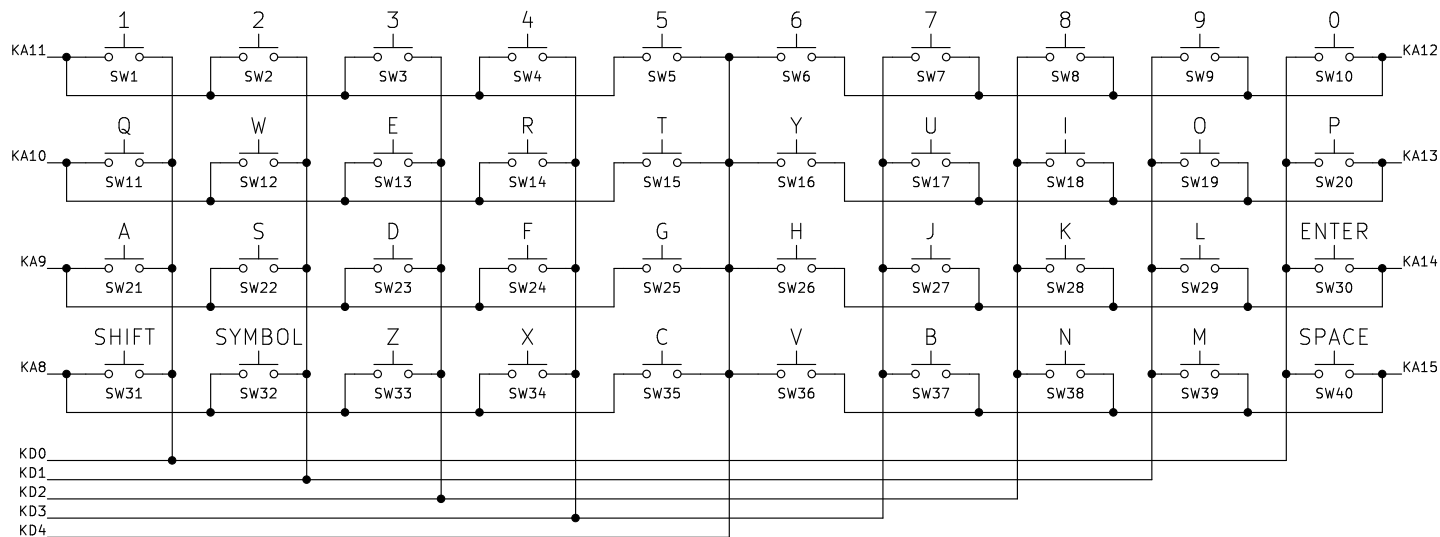 1 2 3 4 5 6 7 8 9 0
KA11 KA12
SW1 SW2 SW3 SW4 SW5 SW6 SW7 SW8 SW9 SW10
Q W E R T Y U I O P
KA10 KA13
SW11 SW12 SW13 SW14 SW15 SW16 SW17 SW18 SW19 SW20
A S D F G H J K L ENTER
KA9 KA14
SW21 SW22 SW23 SW24 SW25 SW26 SW27 SW28 SW29 SW30
SHIFT SYMBOL Z X C V B N M SPACE
KA8 KA15
SW31 SW32 SW33 SW34 SW35 SW36 SW37 SW38 SW39 SW40
KD0
KD1
KD2
KD3
KD4